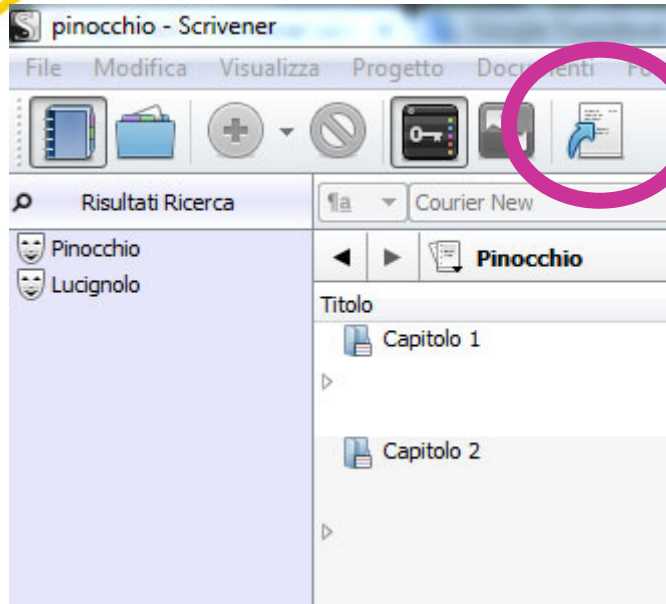 pinocchio - Scrivener
File Modifica Visualizza Progetto Documenti
Risultati Ricerca
Courier New
Pinocchio
Lucignolo
Pinocchio
Titolo
Capitolo 1
Capitolo 2